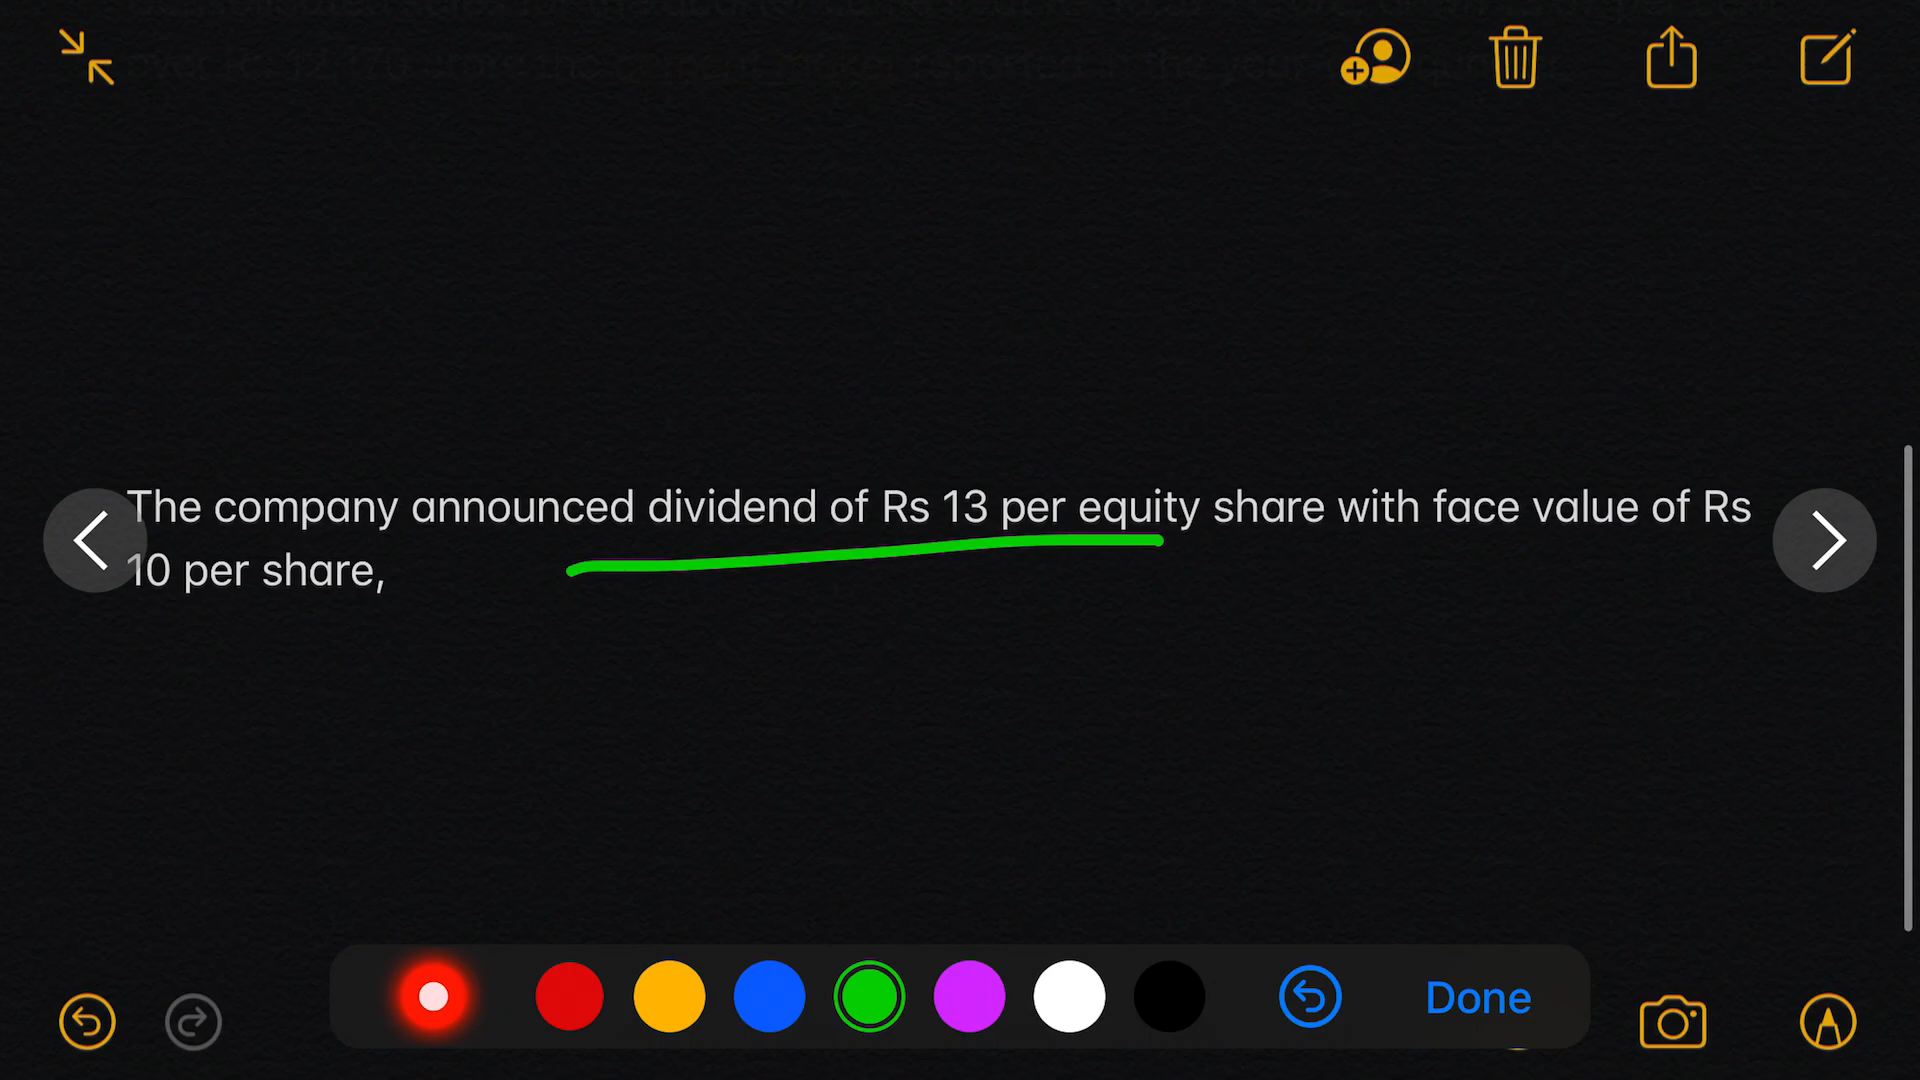 The company announced dividend of Rs 13 per equity share with face value of Rs
10 per share,
Done